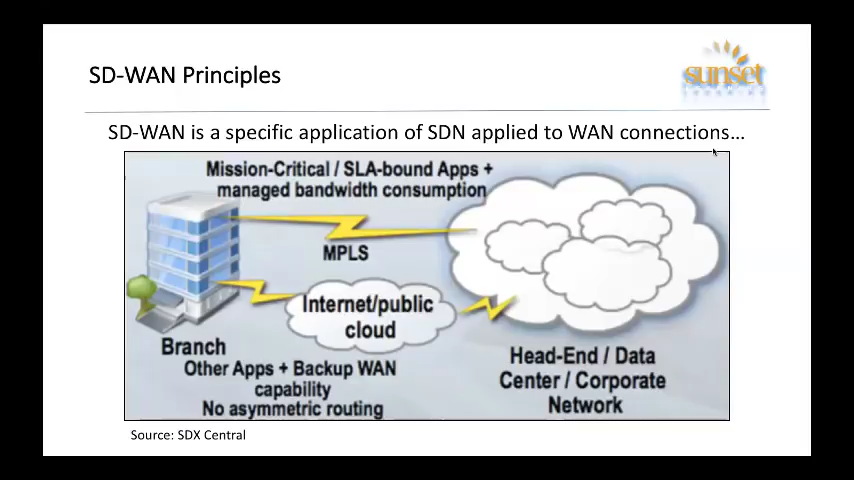 SD-WAN Principles
sunset
SD-WAN is a specific application of SDN applied to WAN connections...
Mission-Critical / SLA-bound Apps +
managed bandwidth consumption
MPLS
Internet/public
cloud
Branch
Other Apps + Backup WAN
capability
No asymmetric routing
Head-End / Data
Center / Corporate
Network
Source: SDX Central